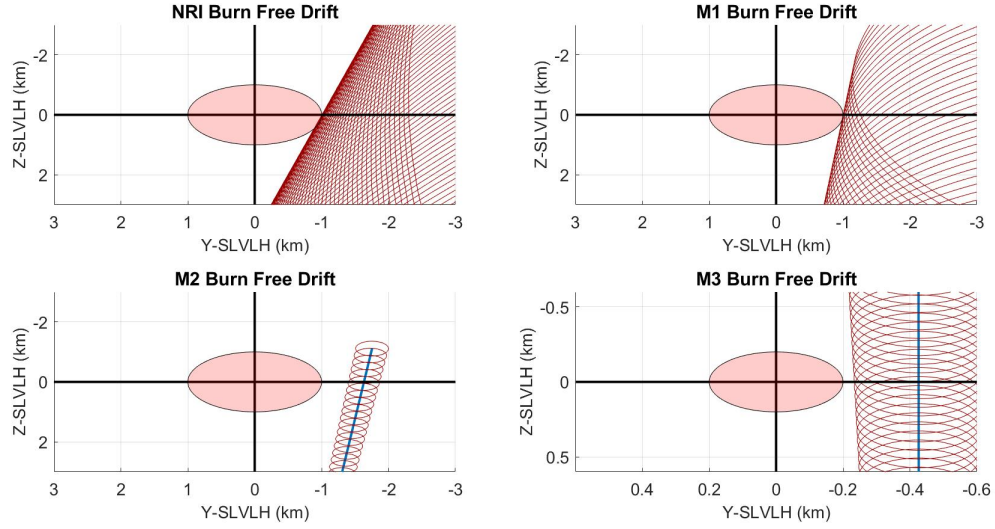 NRI Burn Free Drift
-2
0
2
Z-SLVLH (km)
3 2 1 0 -1 -2 -3
Y-SLVLH (km)
M1 Burn Free Drift
-2
0
2
Z-SLVLH (km)
3 2 1 0 -1 -2 -3
Y-SLVLH (km)
M2 Burn Free Drift
-2
0
2
Z-SLVLH (km)
3 2 1 0 -1 -2 -3
Y-SLVLH (km)
M3 Burn Free Drift
-0.5
0
0.5
Z-SLVLH (km)
0.4 0.2 0 -0.2 -0.4 -0.6
Y-SLVLH (km)